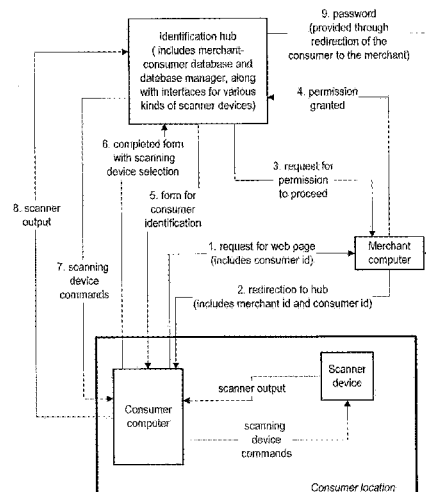 9. password
(provided through
redirection of the
consumer to the merchant)
identification hub
( includes merchant-
consumer database and
database manager, along
with interfaces for various
kinds of scanner devices)
4. permission
granted
6. completed form
with scanning
device selection
3. request for
permission
to proceed
5. form for
consumer
identification
8. scanner
output
7. scanning
device
commands
1. request for web page
(includes consumer id)
Merchant
computer
2. redirection to hub
(includes merchant id and consumer id)
Scanner
device
scanner output
Consumer
computer
scanning
device
commands
Consumer location